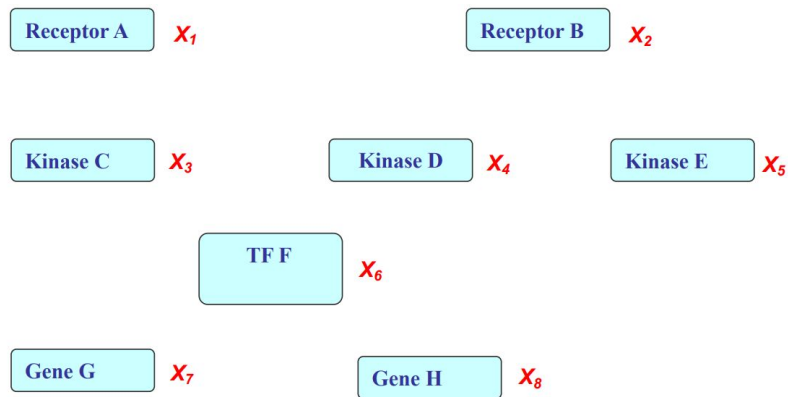 Receptor A X1 Receptor B X2
Kinase C X3 Kinase D X4 Kinase E X5
TF F X6
Gene G X7 Gene H X8